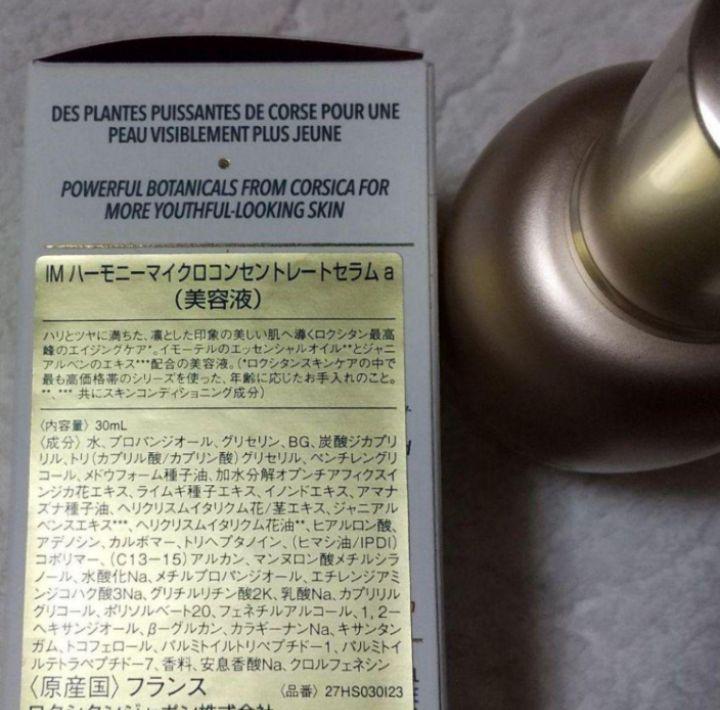 DES PLANTES PUISSANTES DE CORSE POUR UNE
PEAU VISIBLEMENT PLUS JEUNE
POWERFUL BOTANICALS FROM CORSICA FOR
MORE YOUTHFUL-LOOKING SKIN
IM ハーモニーマイクロコンセントレートセラム a
（美容液）
ハリとツヤに満ちた、凛とした印象の美しい肌へ導くロクシタン最高
峰のエイジングケア*。イモーテルのエッセンシャルオイル**とジャニ
アルベンのエキス***配合の美容液。（*ロクシタンスキンケアの中で
最も高価格帯のシリーズを使った、年齢に応じたお手入れのこと。
**、*** 共にスキンコンディショニング成分）
〈内容量〉 30mL
〈成分〉 水、プロパンジオール、グリセリン、BG、炭酸ジカプリ
リル、トリ（カプリル酸/カプリン酸）グリセリル、ペンチレングリ
コール、メドウフォーム種子油、加水分解オプンチアフィクスイ
ンジカ花エキス、ライムギ種子エキス、イノンドエキス、アマナ
ズナ種子油、ヘリクリスムイタリクム花/茎エキス、ジャニアル
ベンスエキス***、ヘリクリスムイタリクム花油**、ヒアルロン酸、
アデノシン、カルボマー、トリヘプタノイン、（ヒマシ油/IPDI）
コポリマー、（C13－15）アルカン、マンヌロン酸メチルシラ
ノール、水酸化Na、メチルプロパンジオール、エチレンジアミ
ンジコハク酸3Na、グリチルリチン酸2K、乳酸Na、カプリリル
グリコール、ポリソルベート20、フェネチルアルコール、1，2－
ヘキサンジオール、β－グルカン、カラギーナンNa、キサンタン
ガム、トコフェロール、パルミトイルトリペプチド－1、パルミトイ
ルテトラペプチド－7、香料、安息香酸Na、クロルフェネシン
〈原産国〉フランス 〈品番〉 27HS030I23
ロクシタンジャポン株式会社